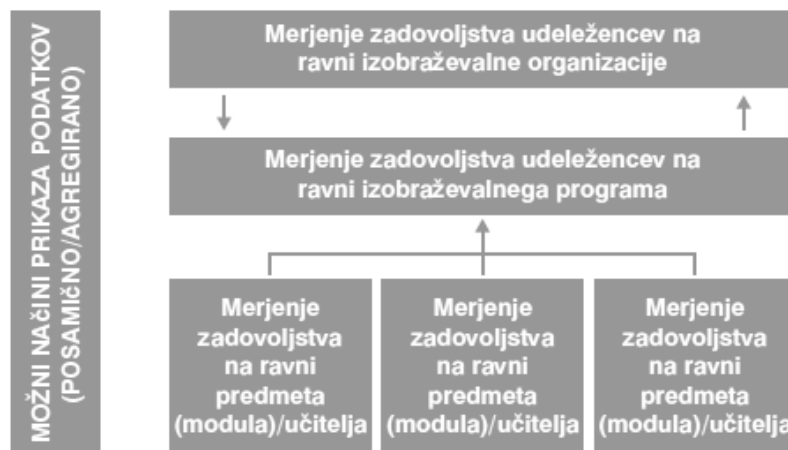 MOŽNI NAČINI PRIKAZA PODATKOV
(POSAMIČNO/AGREGIRANO)
Merjenje zadovoljstva udeležencev na
ravni izobraževalne organizacije
Merjenje zadovoljstva udeležencev na
ravni izobraževalnega programa
Merjenje
zadovoljstva
na ravni
predmeta
(modula)/učitelja
Merjenje
zadovoljstva
na ravni
predmeta
(modula)/učitelja
Merjenje
zadovoljstva
na ravni
predmeta
(modula)/učitelja